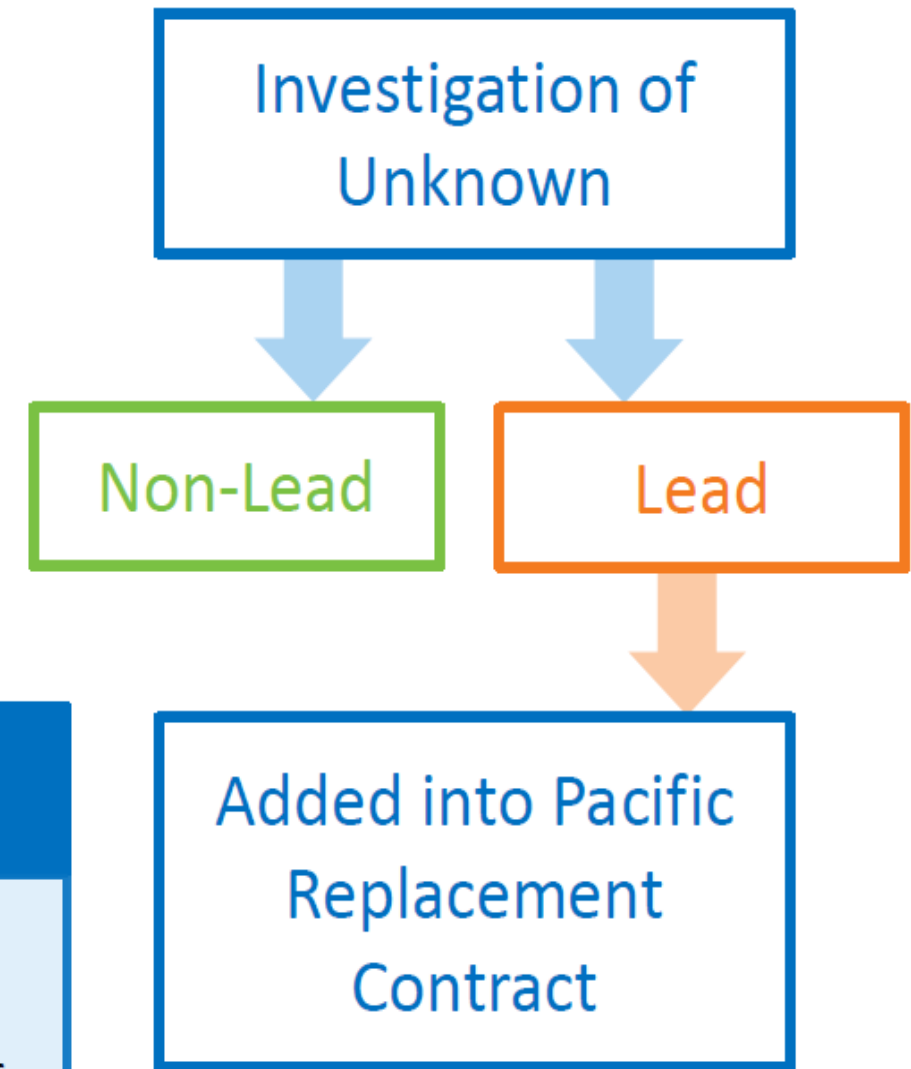 Investigation of
Unknown
Non-Lead
Lead
Added into Pacific
Replacement
Contract